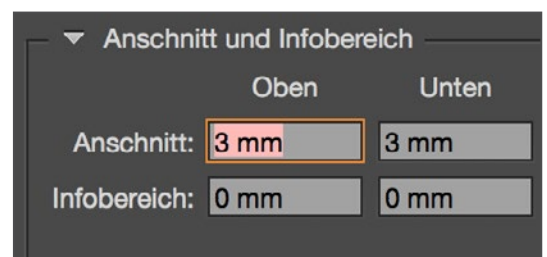 Anschnitt und Infobereich
Oben Unten
Anschnitt: 3 mm 3 mm
Infobereich: 0 mm 0 mm